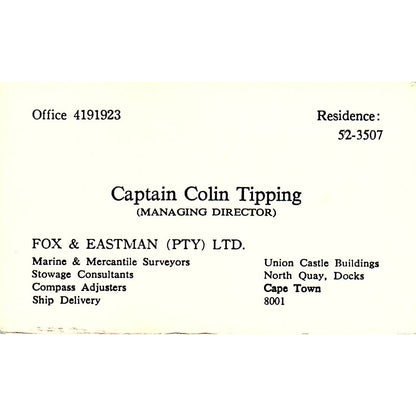 Office 4191923
Residence:
52-3507
Captain Colin Tipping
(MANAGING DIRECTOR)
FOX & EASTMAN (PTY) LTD.
Marine & Mercantile Surveyors
Stowage Consultants
Compass Adjusters
Ship Delivery
Union Castle Buildings
North Quay, Docks
Cape Town
8001